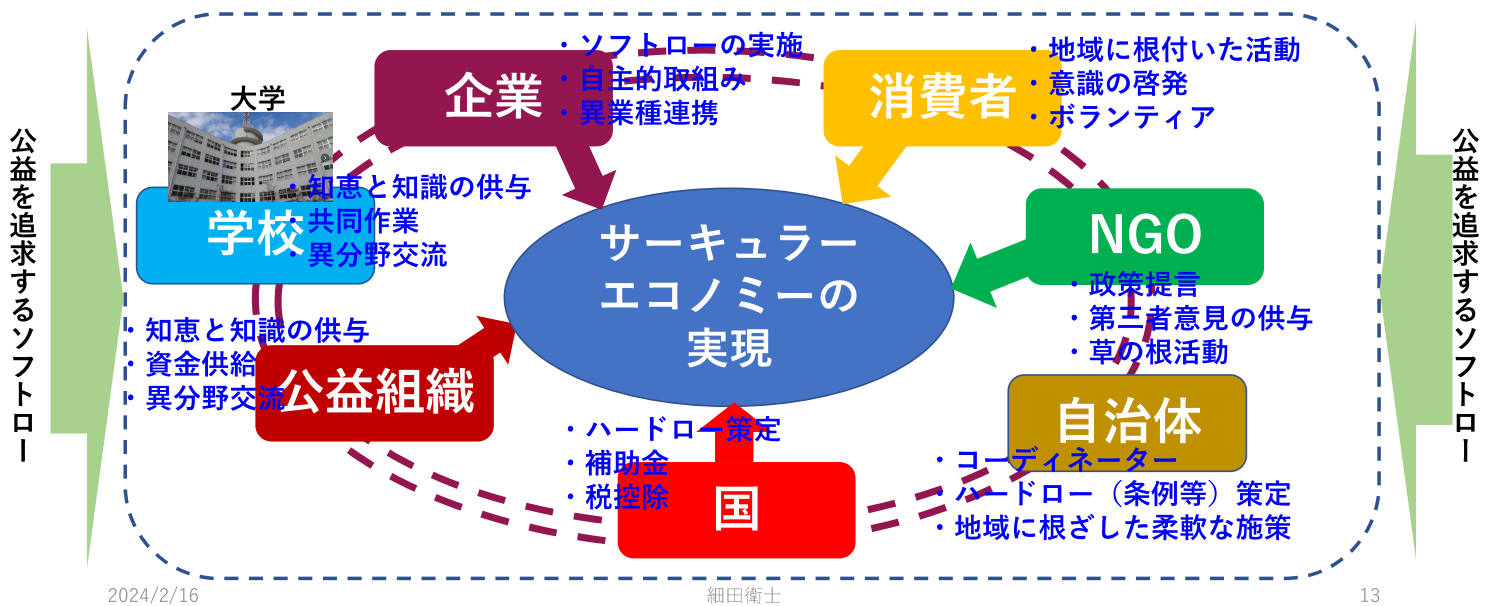 公益を追求するソフトロー
大学
学校
・知恵と知識の供与
・共同作業
・異分野交流
企業
・ソフトローの実施
・自主的取組み
・異業種連携
消費者
・地域に根付いた活動
・意識の啓発
・ボランティア
NGO
・政策提言
・第三者意見の供与
・草の根活動
サーキュラー
エコノミーの
実現
・知恵と知識の供与
・資金供給
・異分野交流
公益組織
・ハードロー策定
・補助金
・税控除
国
自治体
・コーディネーター
・ハードロー（条例等）策定
・地域に根ざした柔軟な施策
公益を追求するソフトロー
2024/2/16
細田衛士
13